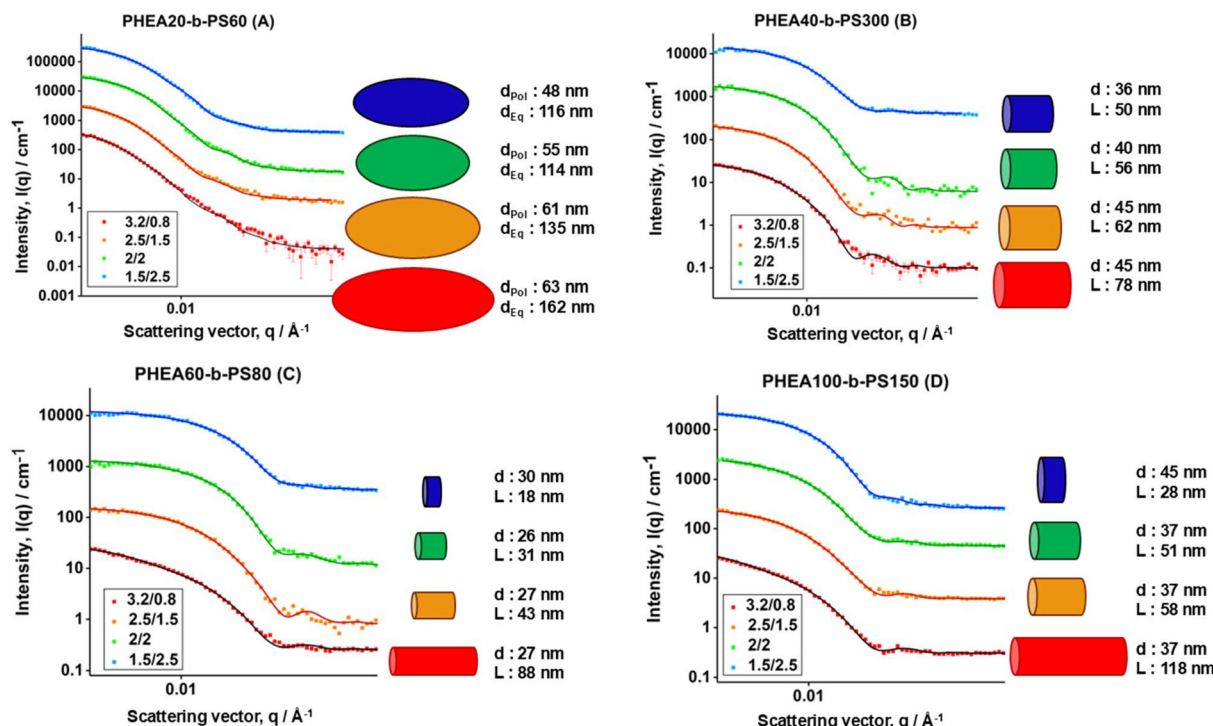 PHEA20-b-PS60 (A)
Intensity, I(q) / cm⁻¹
100000
10000
1000
100
10
1
0.1
0.01
0.001
3.2/0.8
2.5/1.5
2/2
1.5/2.5
0.01
Scattering vector, q / Å⁻¹
d_Pol : 48 nm
d_Eq : 116 nm
d_Pol : 55 nm
d_Eq : 114 nm
d_Pol : 61 nm
d_Eq : 135 nm
d_Pol : 63 nm
d_Eq : 162 nm
PHEA40-b-PS300 (B)
Intensity, I(q) / cm⁻¹
10000
1000
100
10
1
0.1
3.2/0.8
2.5/1.5
2/2
1.5/2.5
0.01
Scattering vector, q / Å⁻¹
d : 36 nm
L : 50 nm
d : 40 nm
L : 56 nm
d : 45 nm
L : 62 nm
d : 45 nm
L : 78 nm
PHEA60-b-PS80 (C)
Intensity, I(q) / cm⁻¹
10000
1000
100
10
1
0.1
3.2/0.8
2.5/1.5
2/2
1.5/2.5
0.01
Scattering vector, q / Å⁻¹
d : 30 nm
L : 18 nm
d : 26 nm
L : 31 nm
d : 27 nm
L : 43 nm
d : 27 nm
L : 88 nm
PHEA100-b-PS150 (D)
Intensity, I(q) / cm⁻¹
10000
1000
100
10
1
0.1
3.2/0.8
2.5/1.5
2/2
1.5/2.5
0.01
Scattering vector, q / Å⁻¹
d : 45 nm
L : 28 nm
d : 37 nm
L : 51 nm
d : 37 nm
L : 58 nm
d : 37 nm
L : 118 nm